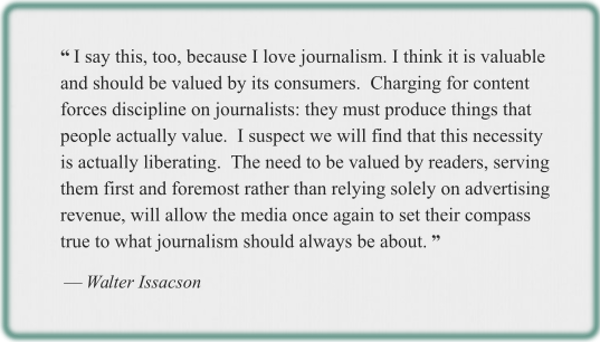 ❝ I say this, too, because I love journalism. I think it is valuable
and should be valued by its consumers.  Charging for content
forces discipline on journalists: they must produce things that
people actually value.  I suspect we will find that this necessity
is actually liberating.  The need to be valued by readers, serving
them first and foremost rather than relying solely on advertising
revenue, will allow the media once again to set their compass
true to what journalism should always be about. ❞
— Walter Issacson